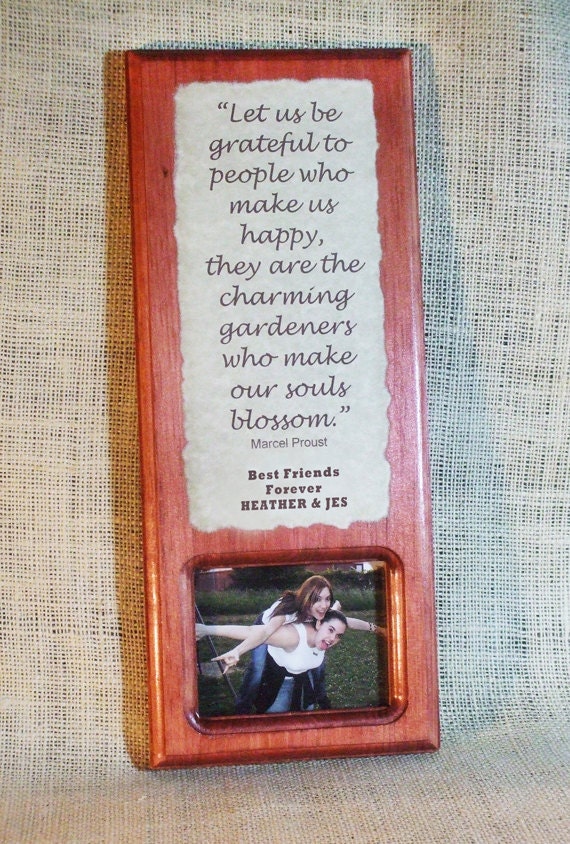 “Let us be
grateful to
people who
make us
happy,
they are the
charming
gardeners
who make
our souls
blossom.”
Marcel Proust
Best Friends
Forever
HEATHER & JES